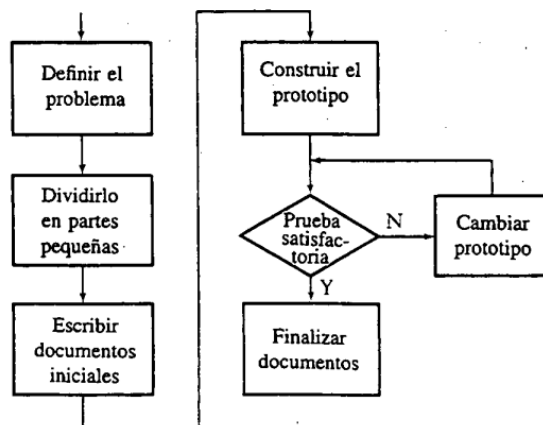 Definir el
problema
Dividirlo
en partes
pequeñas
Escribir
documentos
iniciales
Construir el
prototipo
Prueba
satisfac-
toria
N
Cambiar
prototipo
Y
Finalizar
documentos